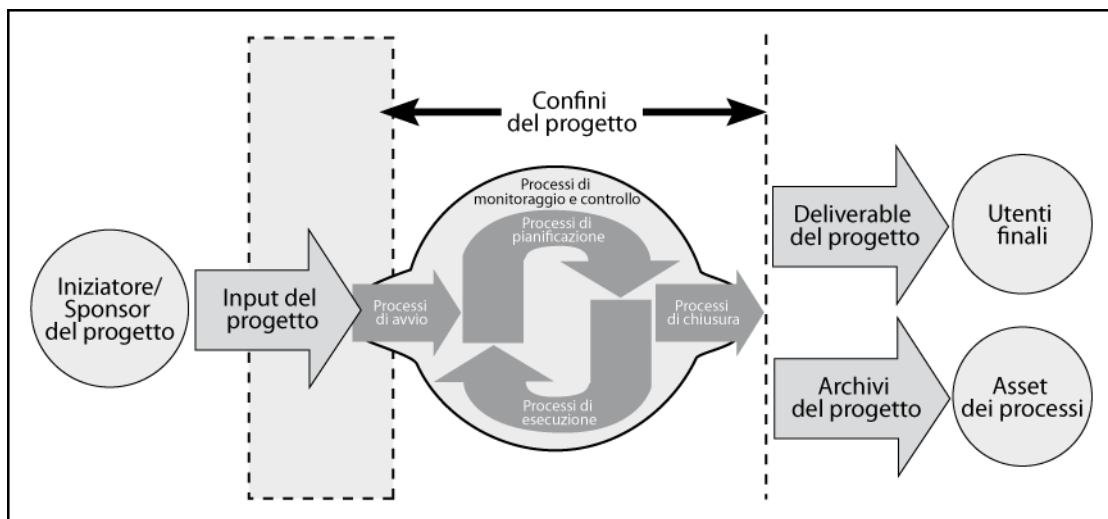 Confini
del progetto
Processi di
monitoraggio e controllo
Processi di
pianificazione
Iniziatore/
Sponsor
del progetto
Input del
progetto
Processi
di avvio
Processi
di chiusura
Processi di
esecuzione
Deliverable
del progetto
Utenti
finali
Archivi
del progetto
Asset
dei processi